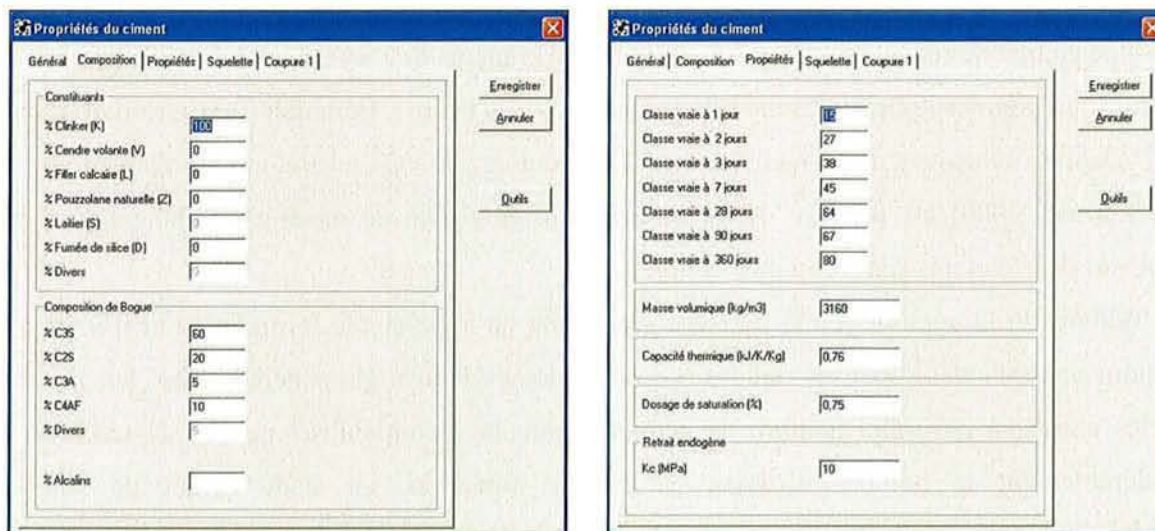 Propriétés du ciment
Général Composition Propriétés Squelette Coupure 1
Constituants
% Clinker (K) 100
% Cendre volante (V) 0
% Filler calcaire (L) 0
% Pouzzolane naturelle (Z) 0
% Laitier (S) 0
% Fumée de silice (D) 0
% Divers
Composition de Bogue
% C3S 60
% C2S 20
% C3A 5
% C4AF 10
% Divers 5
% Alcalins
Enregistrer
Annuler
Outils
Propriétés du ciment
Général Composition Propriétés Squelette Coupure 1
Classe vraie à 1 jour 15
Classe vraie à 2 jours 27
Classe vraie à 3 jours 38
Classe vraie à 7 jours 45
Classe vraie à 28 jours 64
Classe vraie à 90 jours 67
Classe vraie à 360 jours 80
Masse volumique (kg/m3) 3160
Capacité thermique (kJ/K/Kg) 0,76
Dosage de saturation (%) 0,75
Retrait endogène
Kc (MPa) 10
Enregistrer
Annuler
Outils